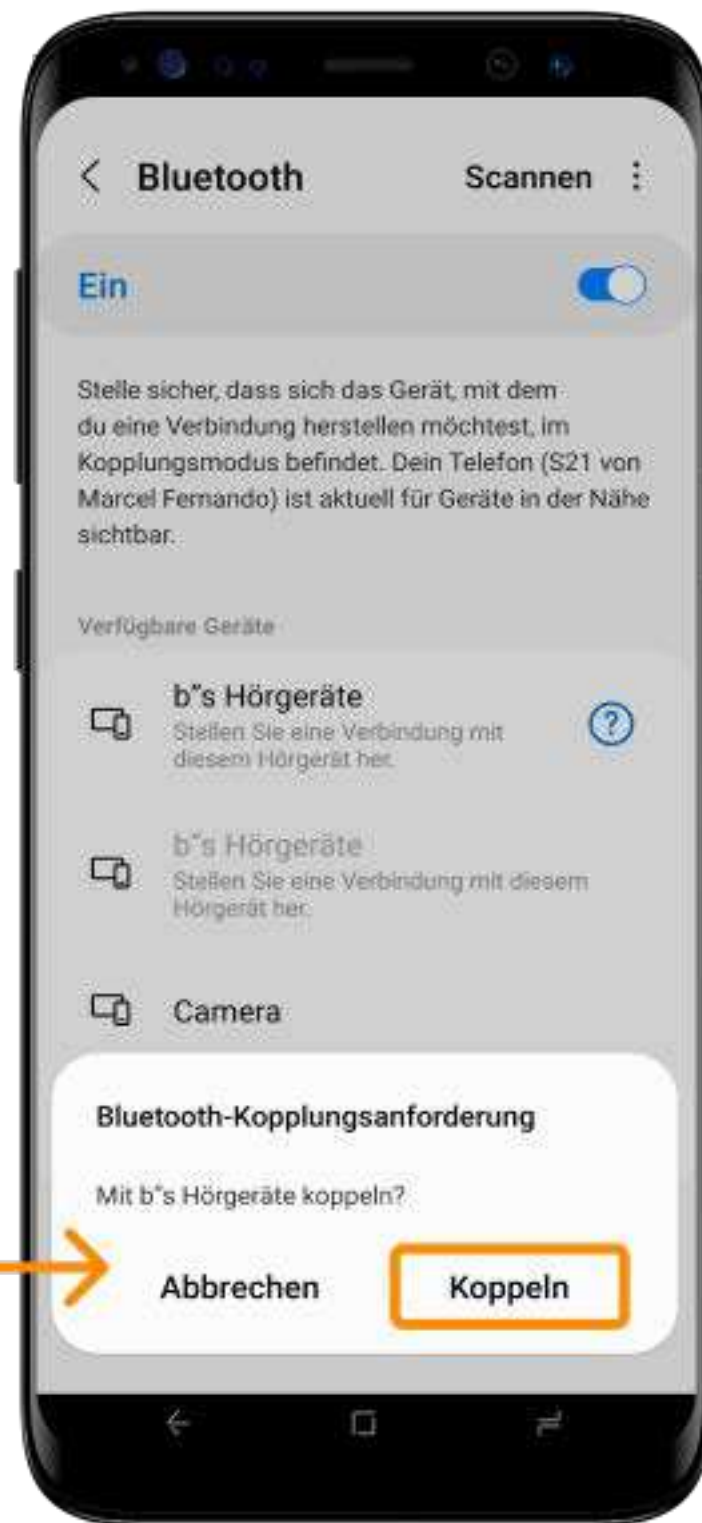 Bluetooth
Scannen
Ein
Stelle sicher, dass sich das Gerät, mit dem
du eine Verbindung herstellen möchtest, im
Kopplungsmodus befindet. Dein Telefon (S21 von
Marcel Fernando) ist aktuell für Geräte in der Nähe
sichtbar.
Verfügbare Geräte
b"s Hörgeräte
Stellen Sie eine Verbindung mit
diesem Hörgerät her.
?
b"s Hörgeräte
Stellen Sie eine Verbindung mit diesem
Hörgerät her.
Camera
Bluetooth-Kopplungsanforderung
Mit b"s Hörgeräte koppeln?
Abbrechen
Koppeln